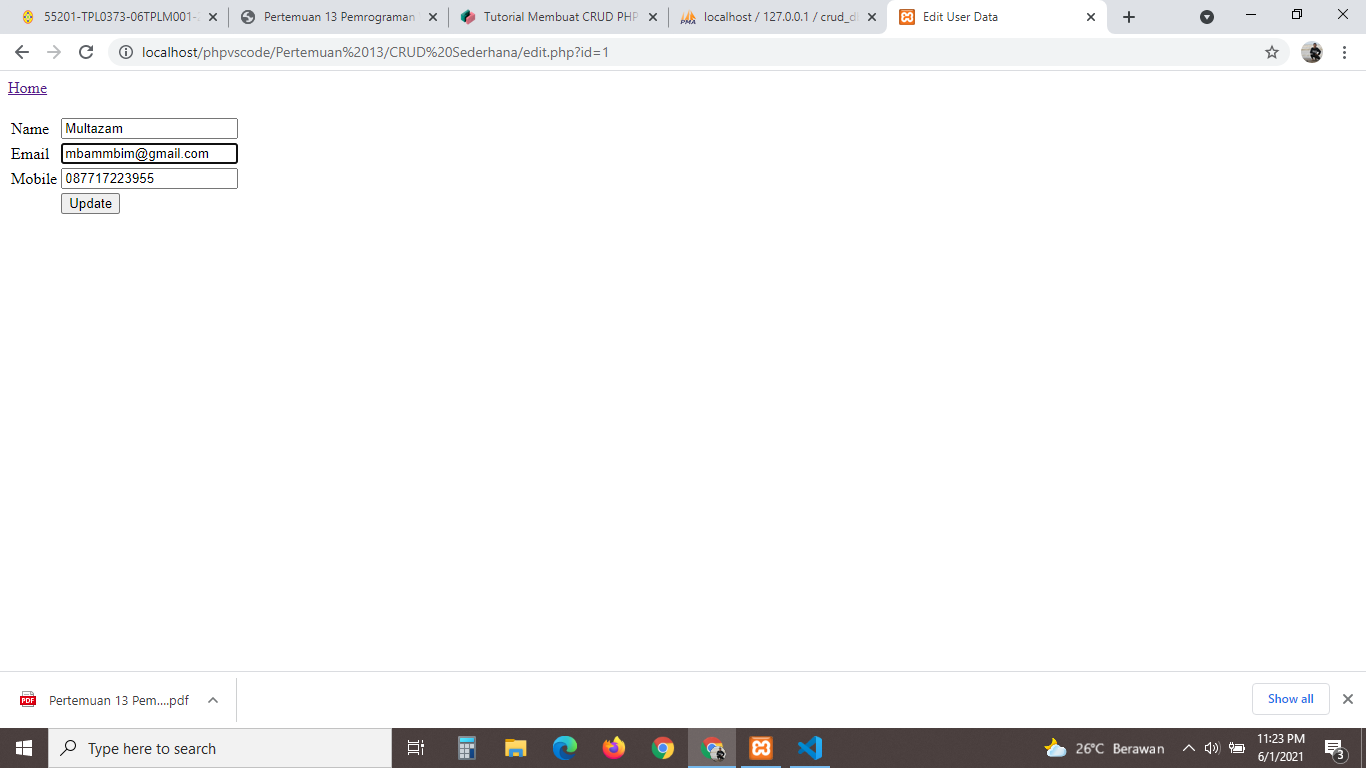 55201-TPL0373-06TPLM001-
Pertemuan 13 Pemrograman
Tutorial Membuat CRUD PHP
localhost / 127.0.0.1 / crud_d
Edit User Data
localhost/phpvscode/Pertemuan%2013/CRUD%20Sederhana/edit.php?id=1
Home
Name Multazam
Email mbammbim@gmail.com
Mobile 087717223955
Update
PDF Pertemuan 13 Pem....pdf
Show all
Type here to search
26°C Berawan
11:23 PM
6/1/2021
3